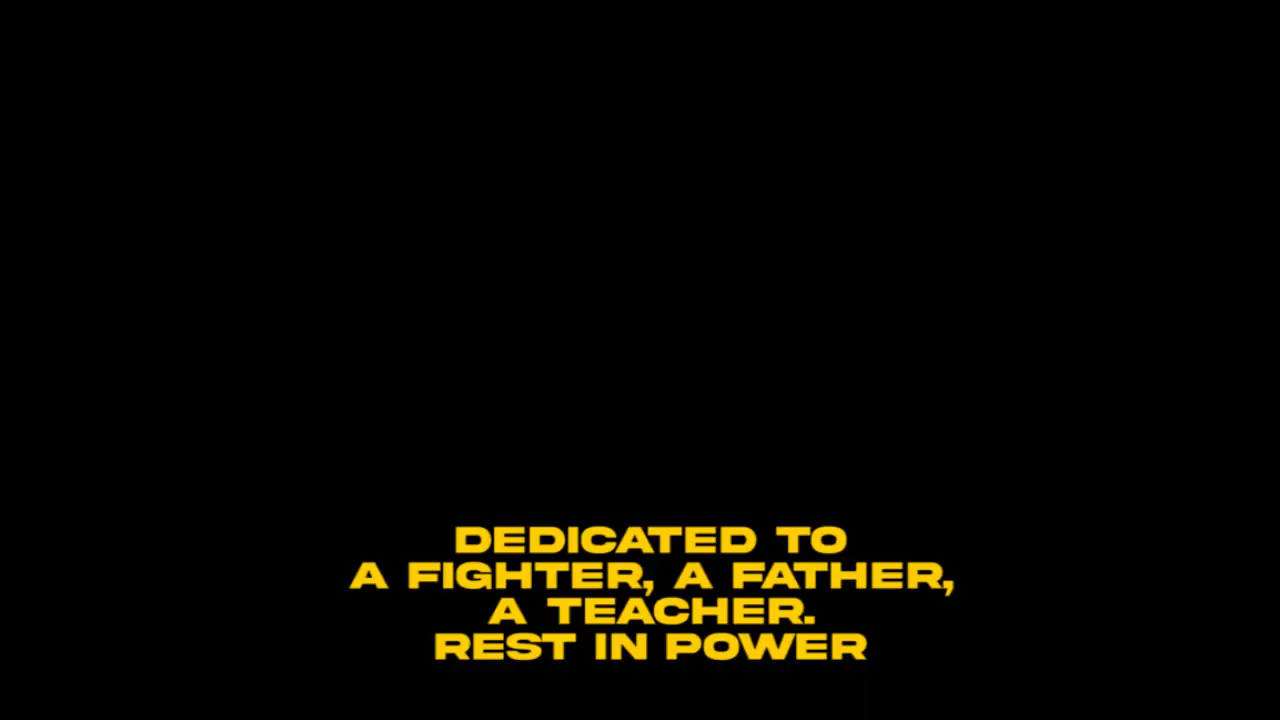 DEDICATED TO
A FIGHTER, A FATHER,
A TEACHER.
REST IN POWER